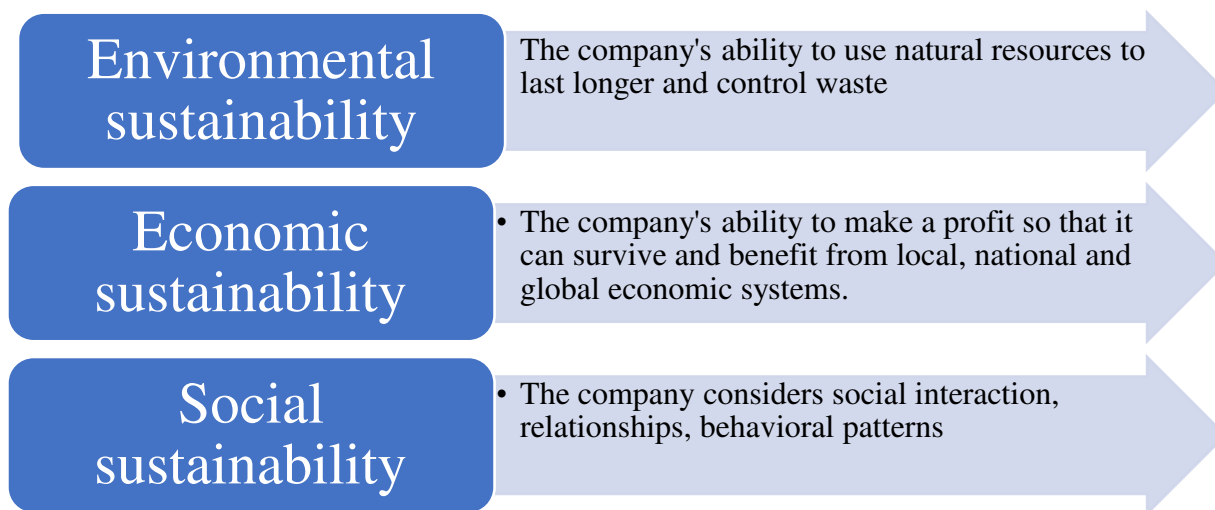 Environmental
sustainability
The company's ability to use natural resources to
last longer and control waste
Economic
sustainability
• The company's ability to make a profit so that it
can survive and benefit from local, national and
global economic systems.
Social
sustainability
• The company considers social interaction,
relationships, behavioral patterns